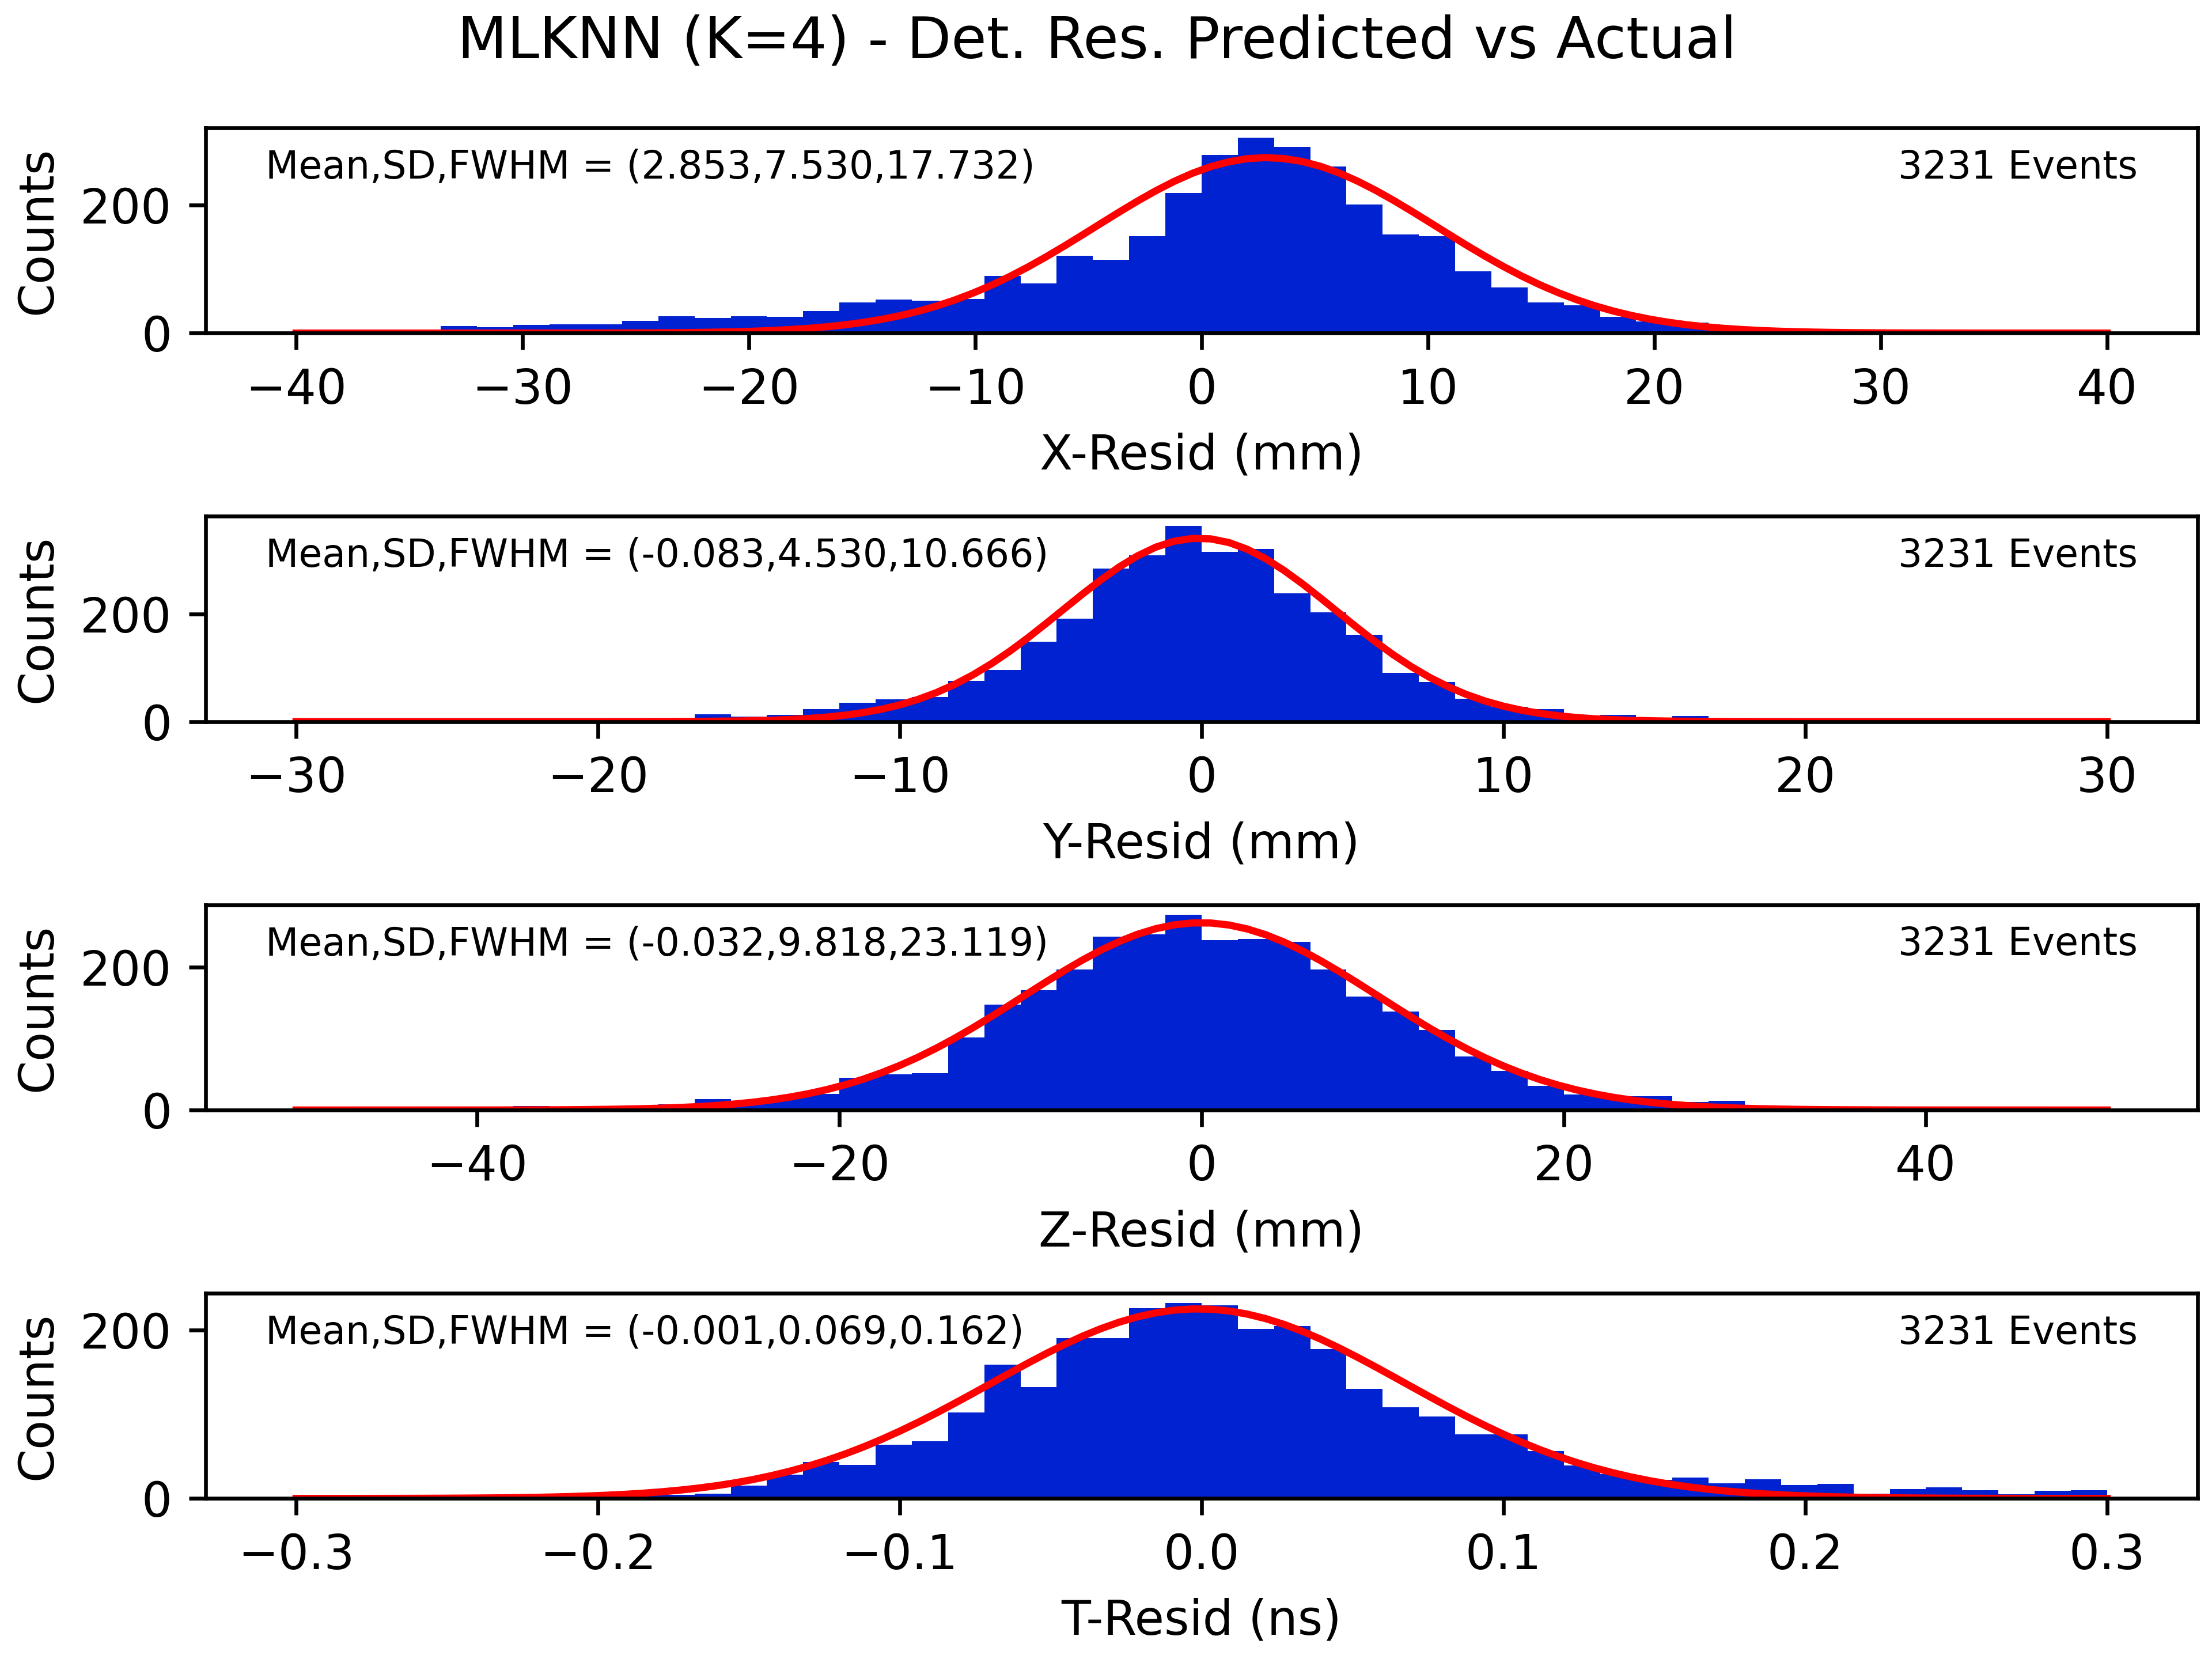 MLKNN (K=4) - Det. Res. Predicted vs Actual
Mean,SD,FWHM = (2.853,7.530,17.732)
3231 Events
Counts
200
0
−40 −30 −20 −10 0 10 20 30 40
X-Resid (mm)
Mean,SD,FWHM = (-0.083,4.530,10.666)
3231 Events
Counts
200
0
−30 −20 −10 0 10 20 30
Y-Resid (mm)
Mean,SD,FWHM = (-0.032,9.818,23.119)
3231 Events
Counts
200
0
−40 −20 0 20 40
Z-Resid (mm)
Mean,SD,FWHM = (-0.001,0.069,0.162)
3231 Events
Counts
200
0
−0.3 −0.2 −0.1 0.0 0.1 0.2 0.3
T-Resid (ns)